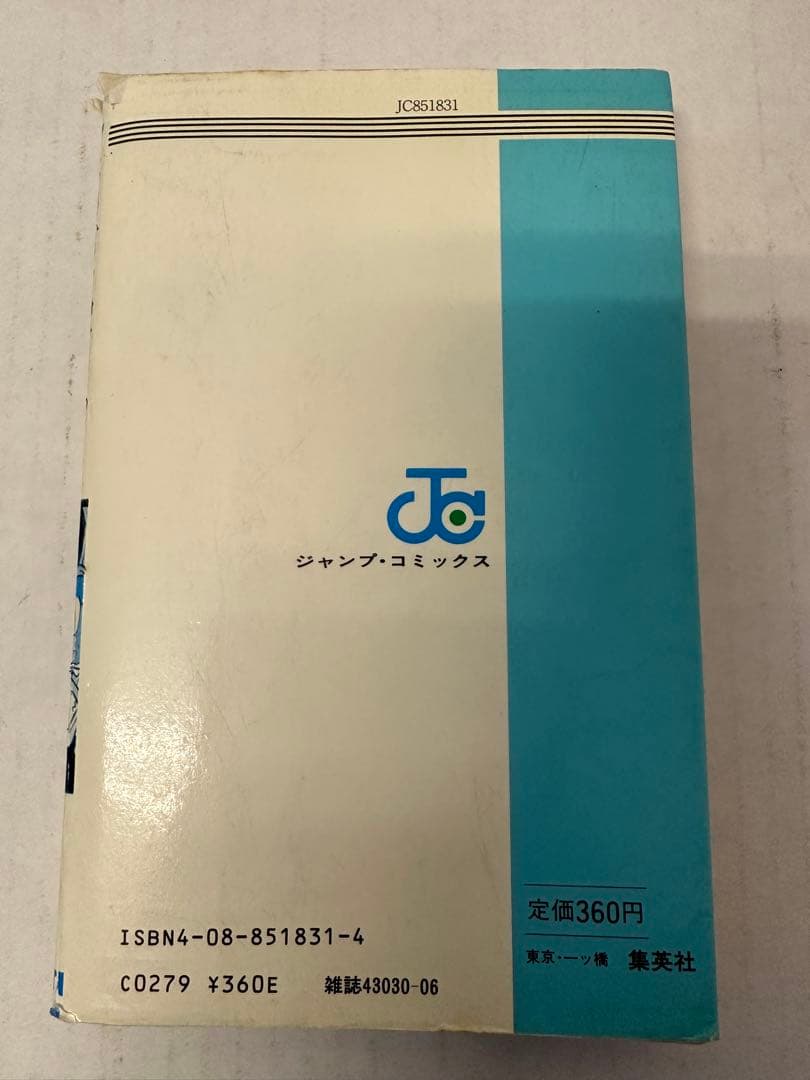 JC851831
JC
ジャンプ・コミックス
定価360円
東京・一ッ橋 集英社
ISBN4-08-851831-4
C0279 ¥360E 雑誌43030-06